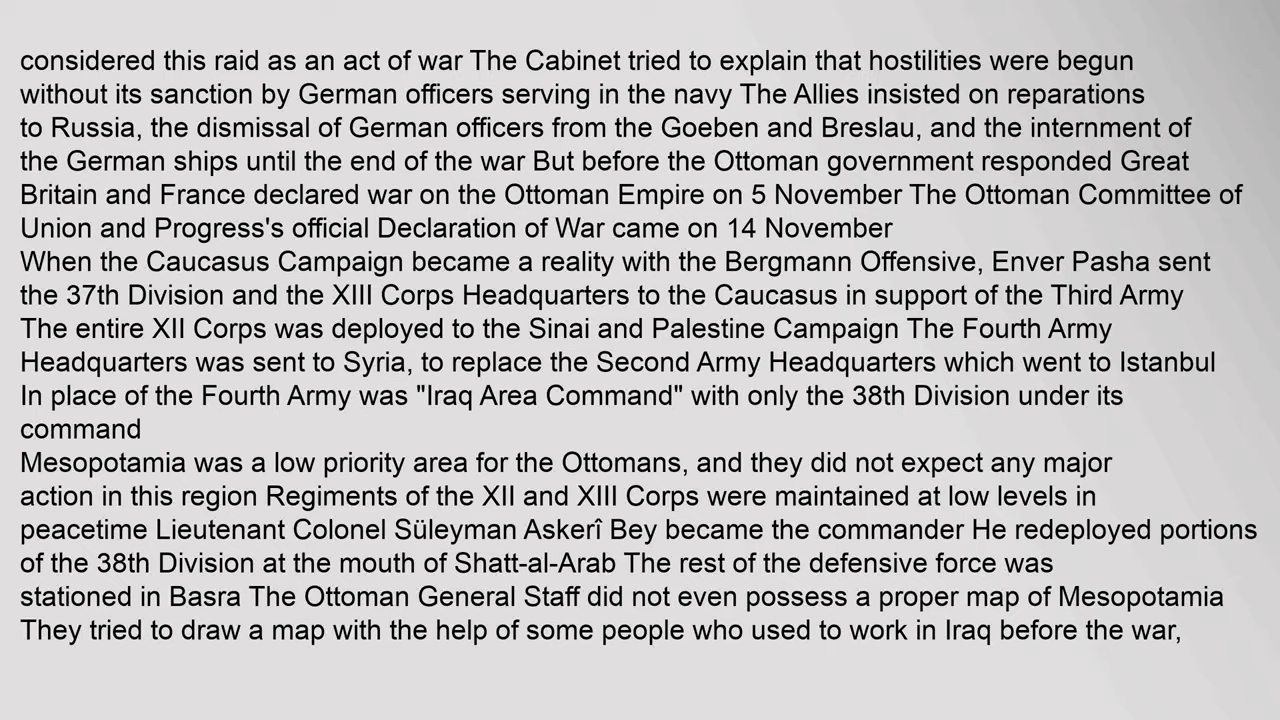 considered this raid as an act of war The Cabinet tried to explain that hostilities were begun
without its sanction by German officers serving in the navy The Allies insisted on reparations
to Russia, the dismissal of German officers from the Goeben and Breslau, and the internment of
the German ships until the end of the war But before the Ottoman government responded Great
Britain and France declared war on the Ottoman Empire on 5 November The Ottoman Committee of
Union and Progress's official Declaration of War came on 14 November
When the Caucasus Campaign became a reality with the Bergmann Offensive, Enver Pasha sent
the 37th Division and the XIII Corps Headquarters to the Caucasus in support of the Third Army
The entire XII Corps was deployed to the Sinai and Palestine Campaign The Fourth Army
Headquarters was sent to Syria, to replace the Second Army Headquarters which went to Istanbul
In place of the Fourth Army was "Iraq Area Command" with only the 38th Division under its
command
Mesopotamia was a low priority area for the Ottomans, and they did not expect any major
action in this region Regiments of the XII and XIII Corps were maintained at low levels in
peacetime Lieutenant Colonel Süleyman Askerî Bey became the commander He redeployed portions
of the 38th Division at the mouth of Shatt-al-Arab The rest of the defensive force was
stationed in Basra The Ottoman General Staff did not even possess a proper map of Mesopotamia
They tried to draw a map with the help of some people who used to work in Iraq before the war,